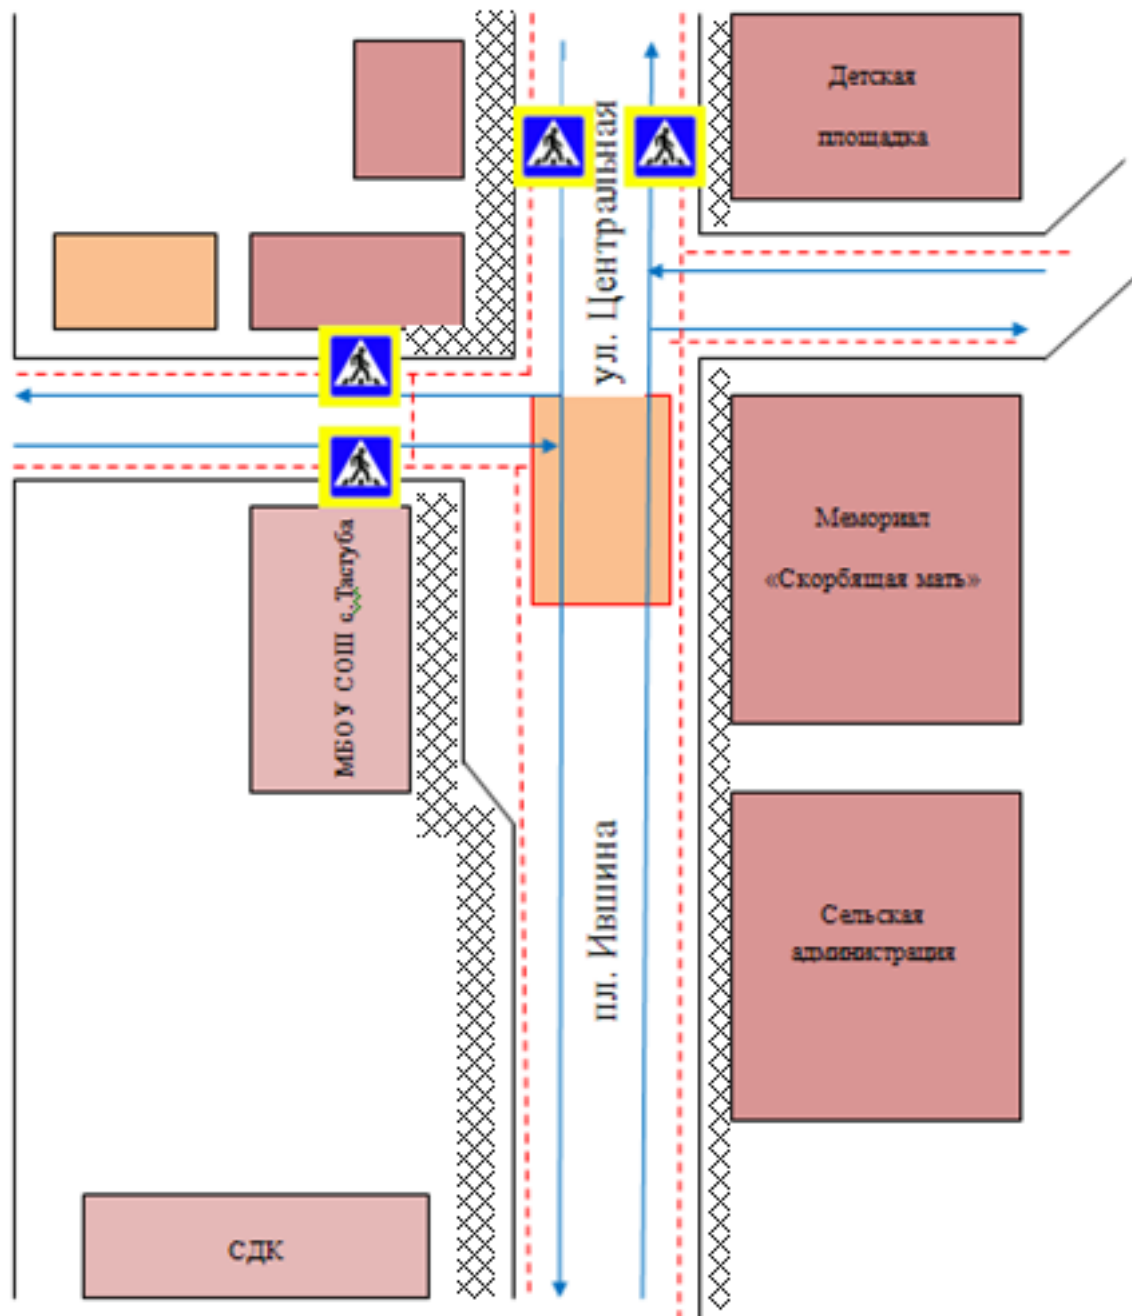 Детская
площадка
ул. Центральная
МБОУ СОШ с.Тастуба
Мемориал
«Скорбящая мать»
пл. Ившина
Сельская
администрация
СДК